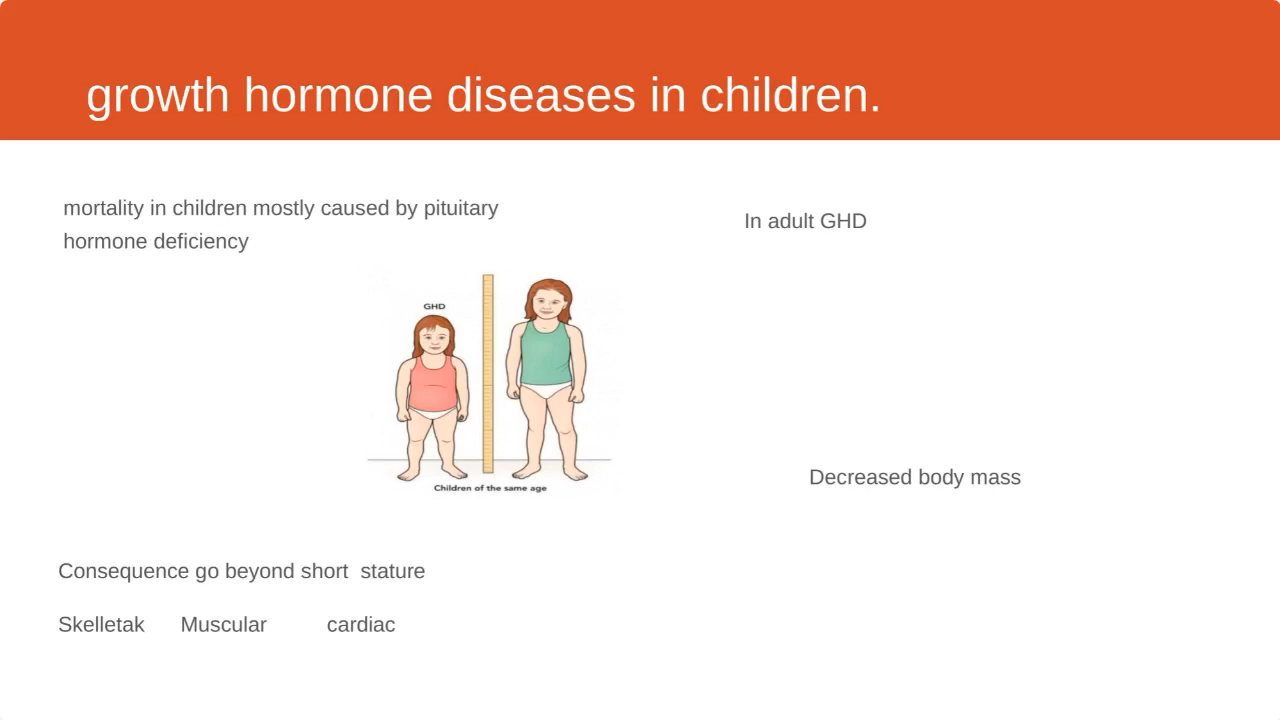 growth hormone diseases in children.
mortality in children mostly caused by pituitary
hormone deficiency
In adult GHD
GHD
Children of the same age
Decreased body mass
Consequence go beyond short  stature
Skelletak      Muscular          cardiac